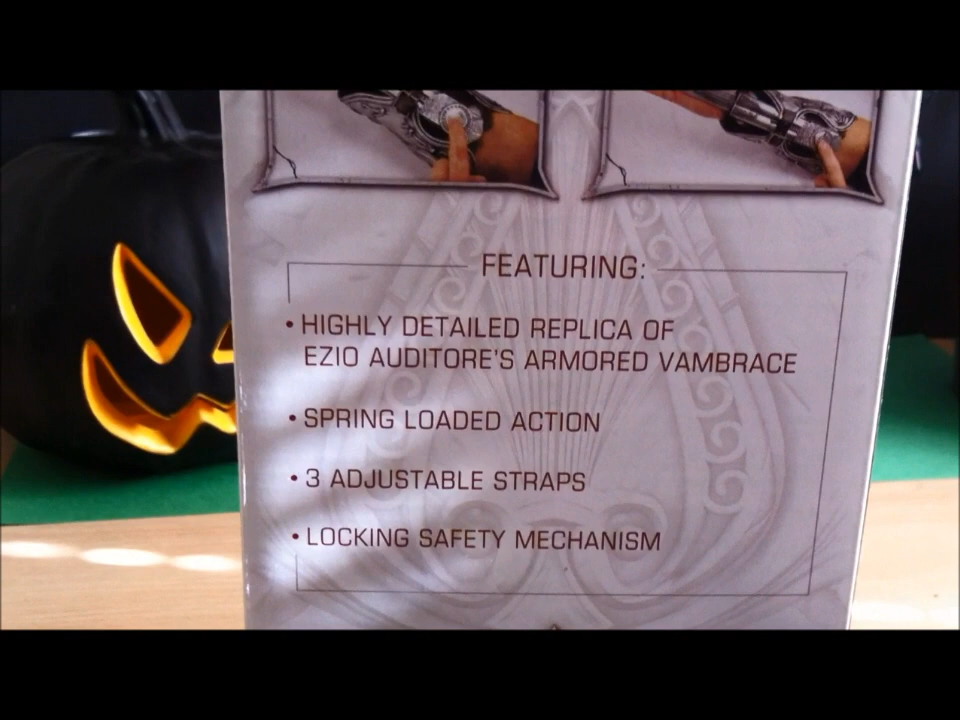 FEATURING:
• HIGHLY DETAILED REPLICA OF
EZIO AUDITORE'S ARMORED VAMBRACE
• SPRING LOADED ACTION
• 3 ADJUSTABLE STRAPS
• LOCKING SAFETY MECHANISM